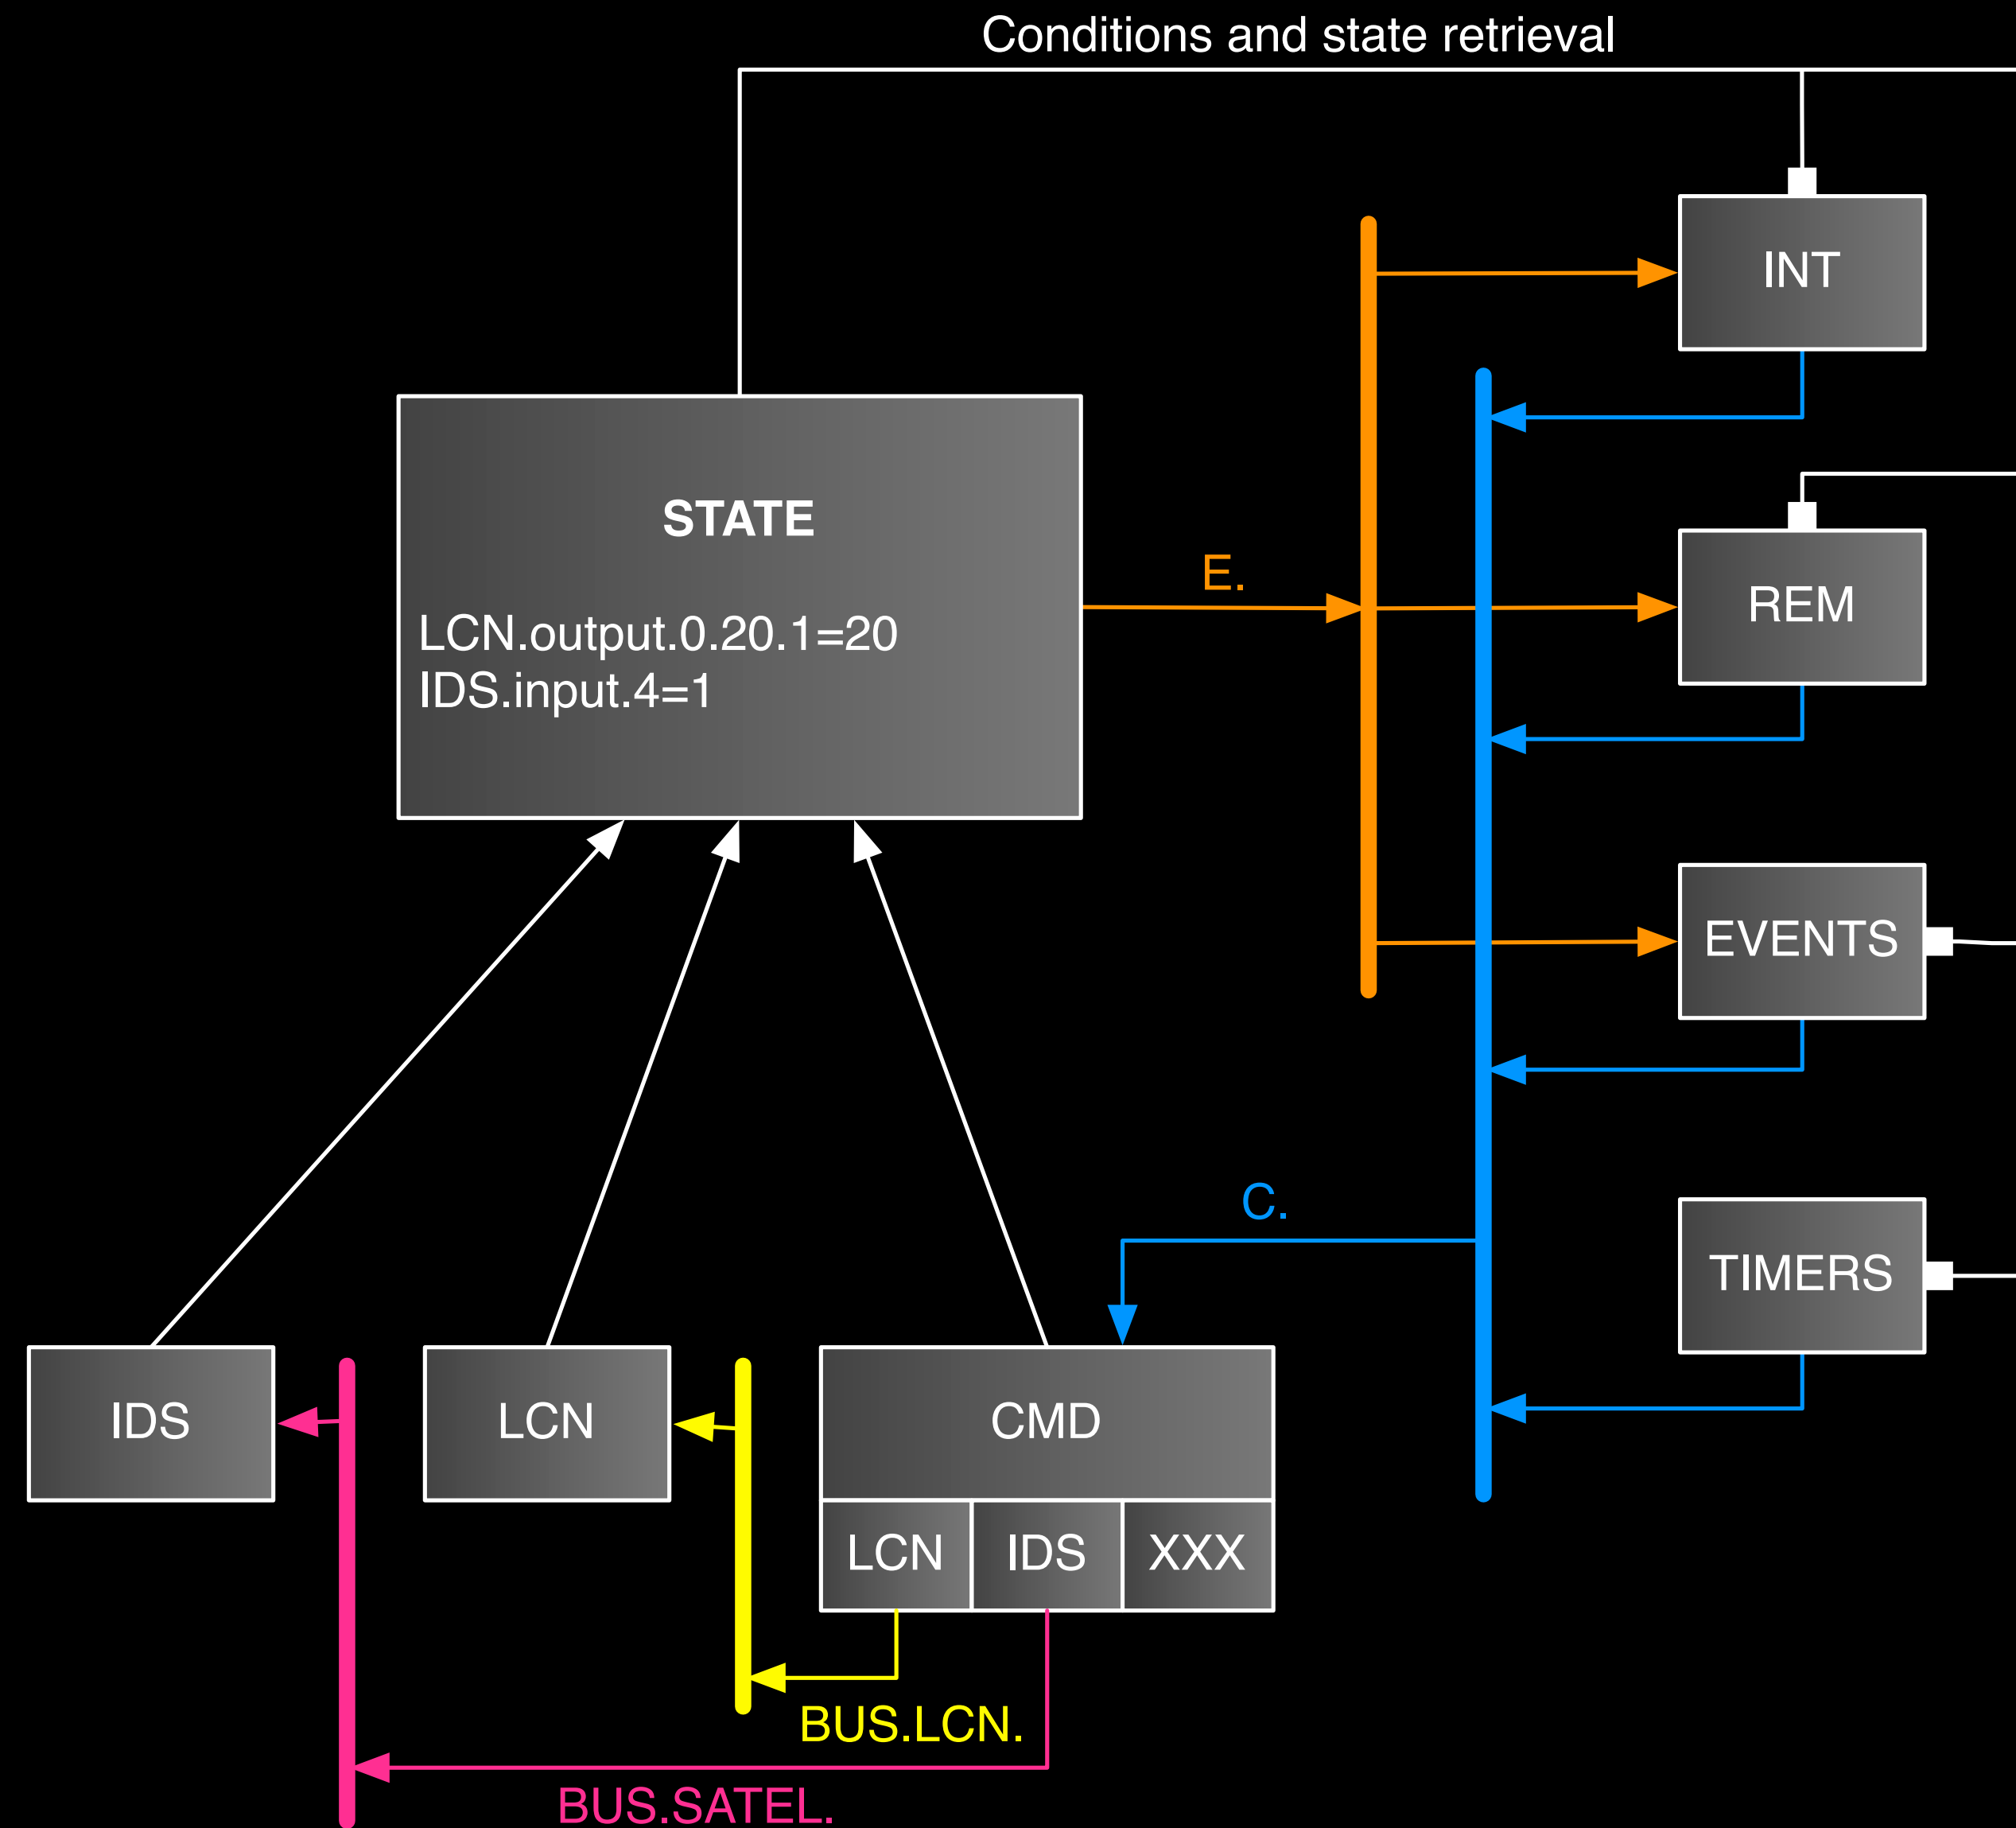 Conditions and state retrieval
INT
STATE
E.
LCN.output.0.20.1=20
IDS.input.4=1
REM
EVENTS
C.
TIMERS
IDS
LCN
CMD
LCN
IDS
XXX
BUS.LCN.
BUS.SATEL.